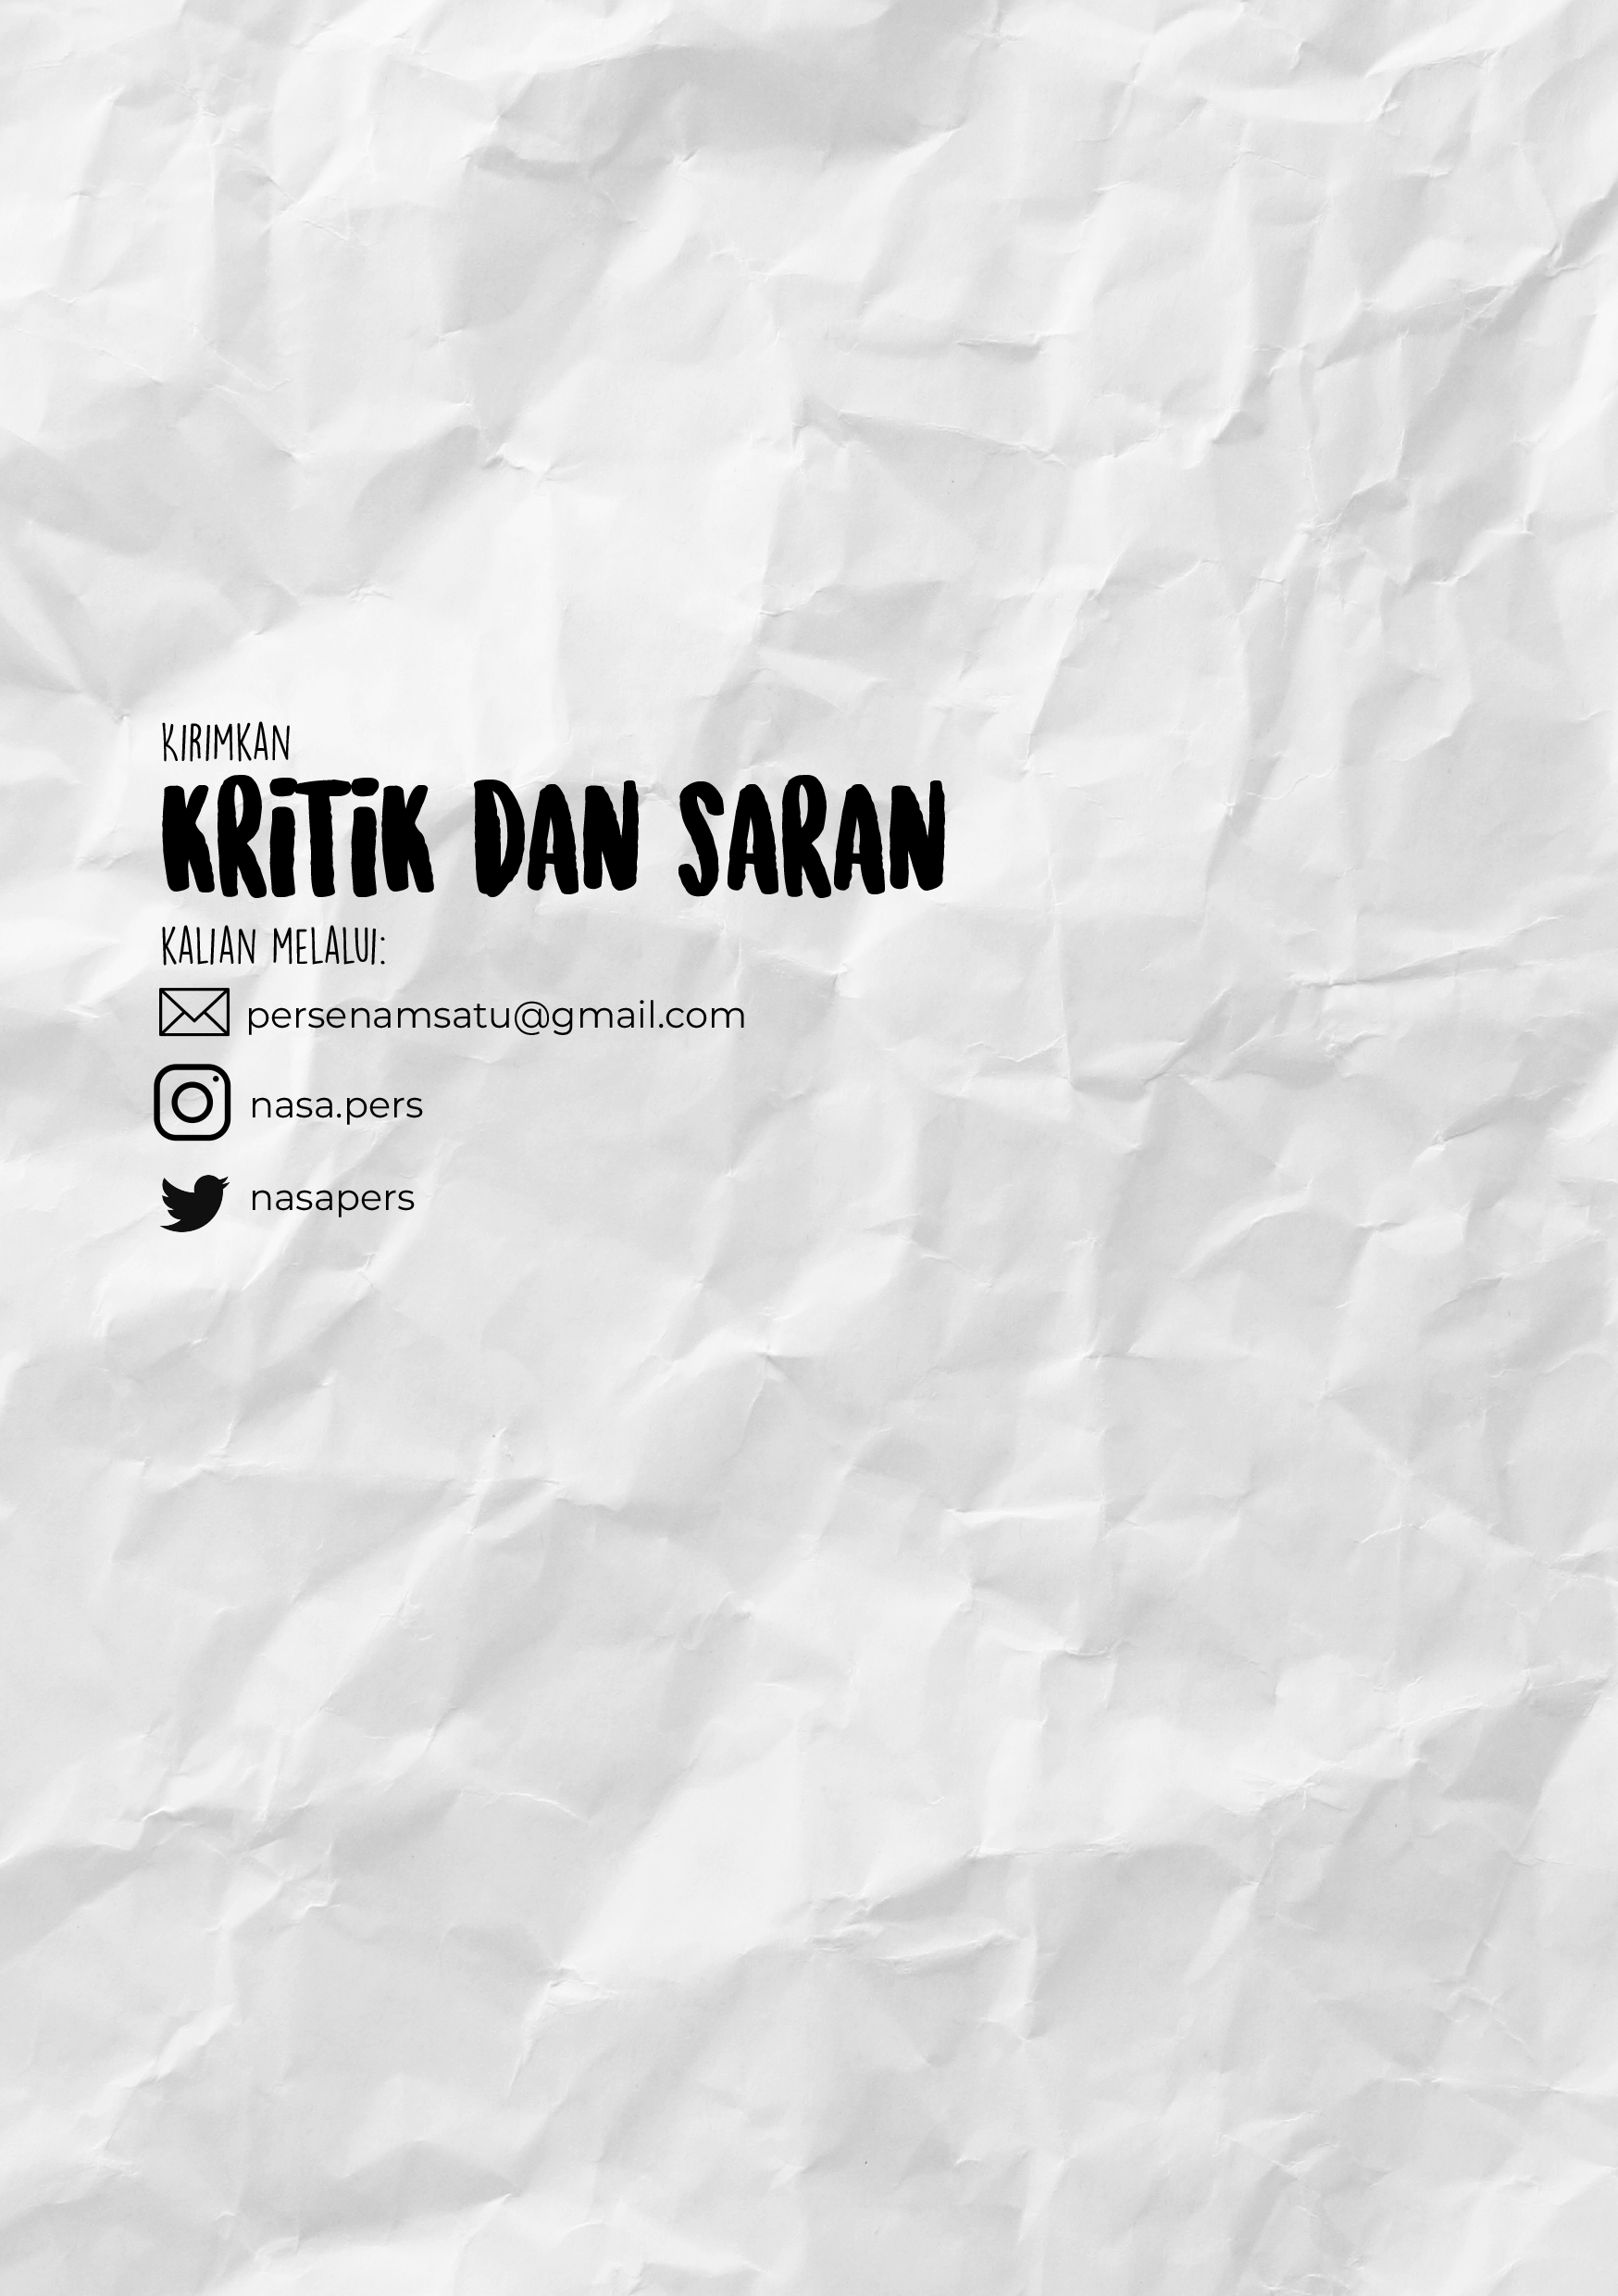 KIRIMKAN
KRiTiK DAN SARAN
KALIAN MELALUI:
persenamsatu@gmail.com
nasa.pers
nasapers